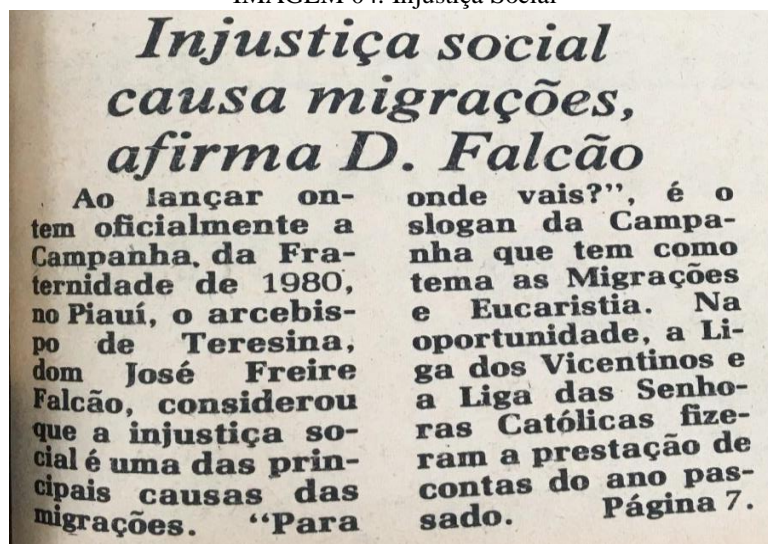 IMAGEM 04: Injustiça Social
Injustiça social
causa migrações,
afirma D. Falcão
Ao lançar on-
tem oficialmente a
Campanha da Fra-
ternidade de 1980,
no Piauí, o arcebis-
po de Teresina,
dom José Freire
Falcão, considerou
que a injustiça so-
cial é uma das prin-
cipais causas das
migrações. "Para
onde vais?", é o
slogan da Campa-
nha que tem como
tema as Migrações
e Eucaristia. Na
oportunidade, a Li-
ga dos Vicentinos e
a Liga das Senho-
ras Católicas fize-
ram a prestação de
contas do ano pas-
sado. Página 7.